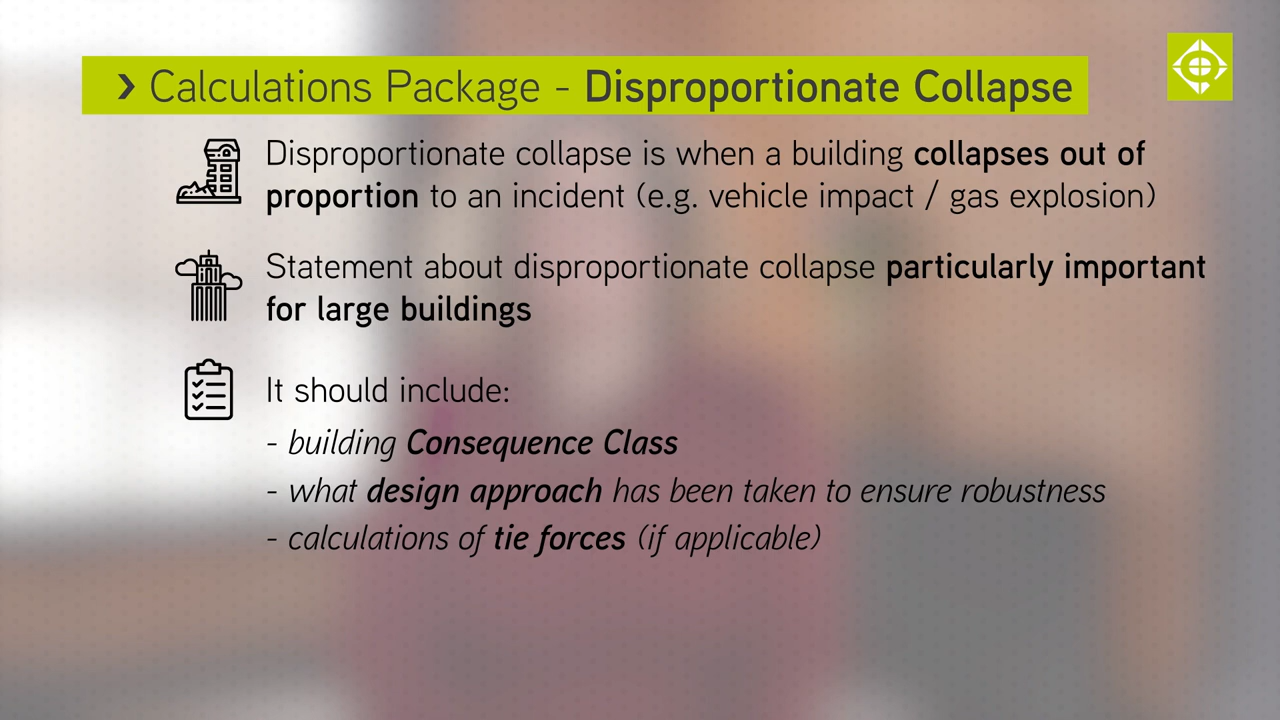 › Calculations Package - Disproportionate Collapse
Disproportionate collapse is when a building collapses out of
proportion to an incident (e.g. vehicle impact / gas explosion)
Statement about disproportionate collapse particularly important
for large buildings
It should include:
- building Consequence Class
- what design approach has been taken to ensure robustness
- calculations of tie forces (if applicable)